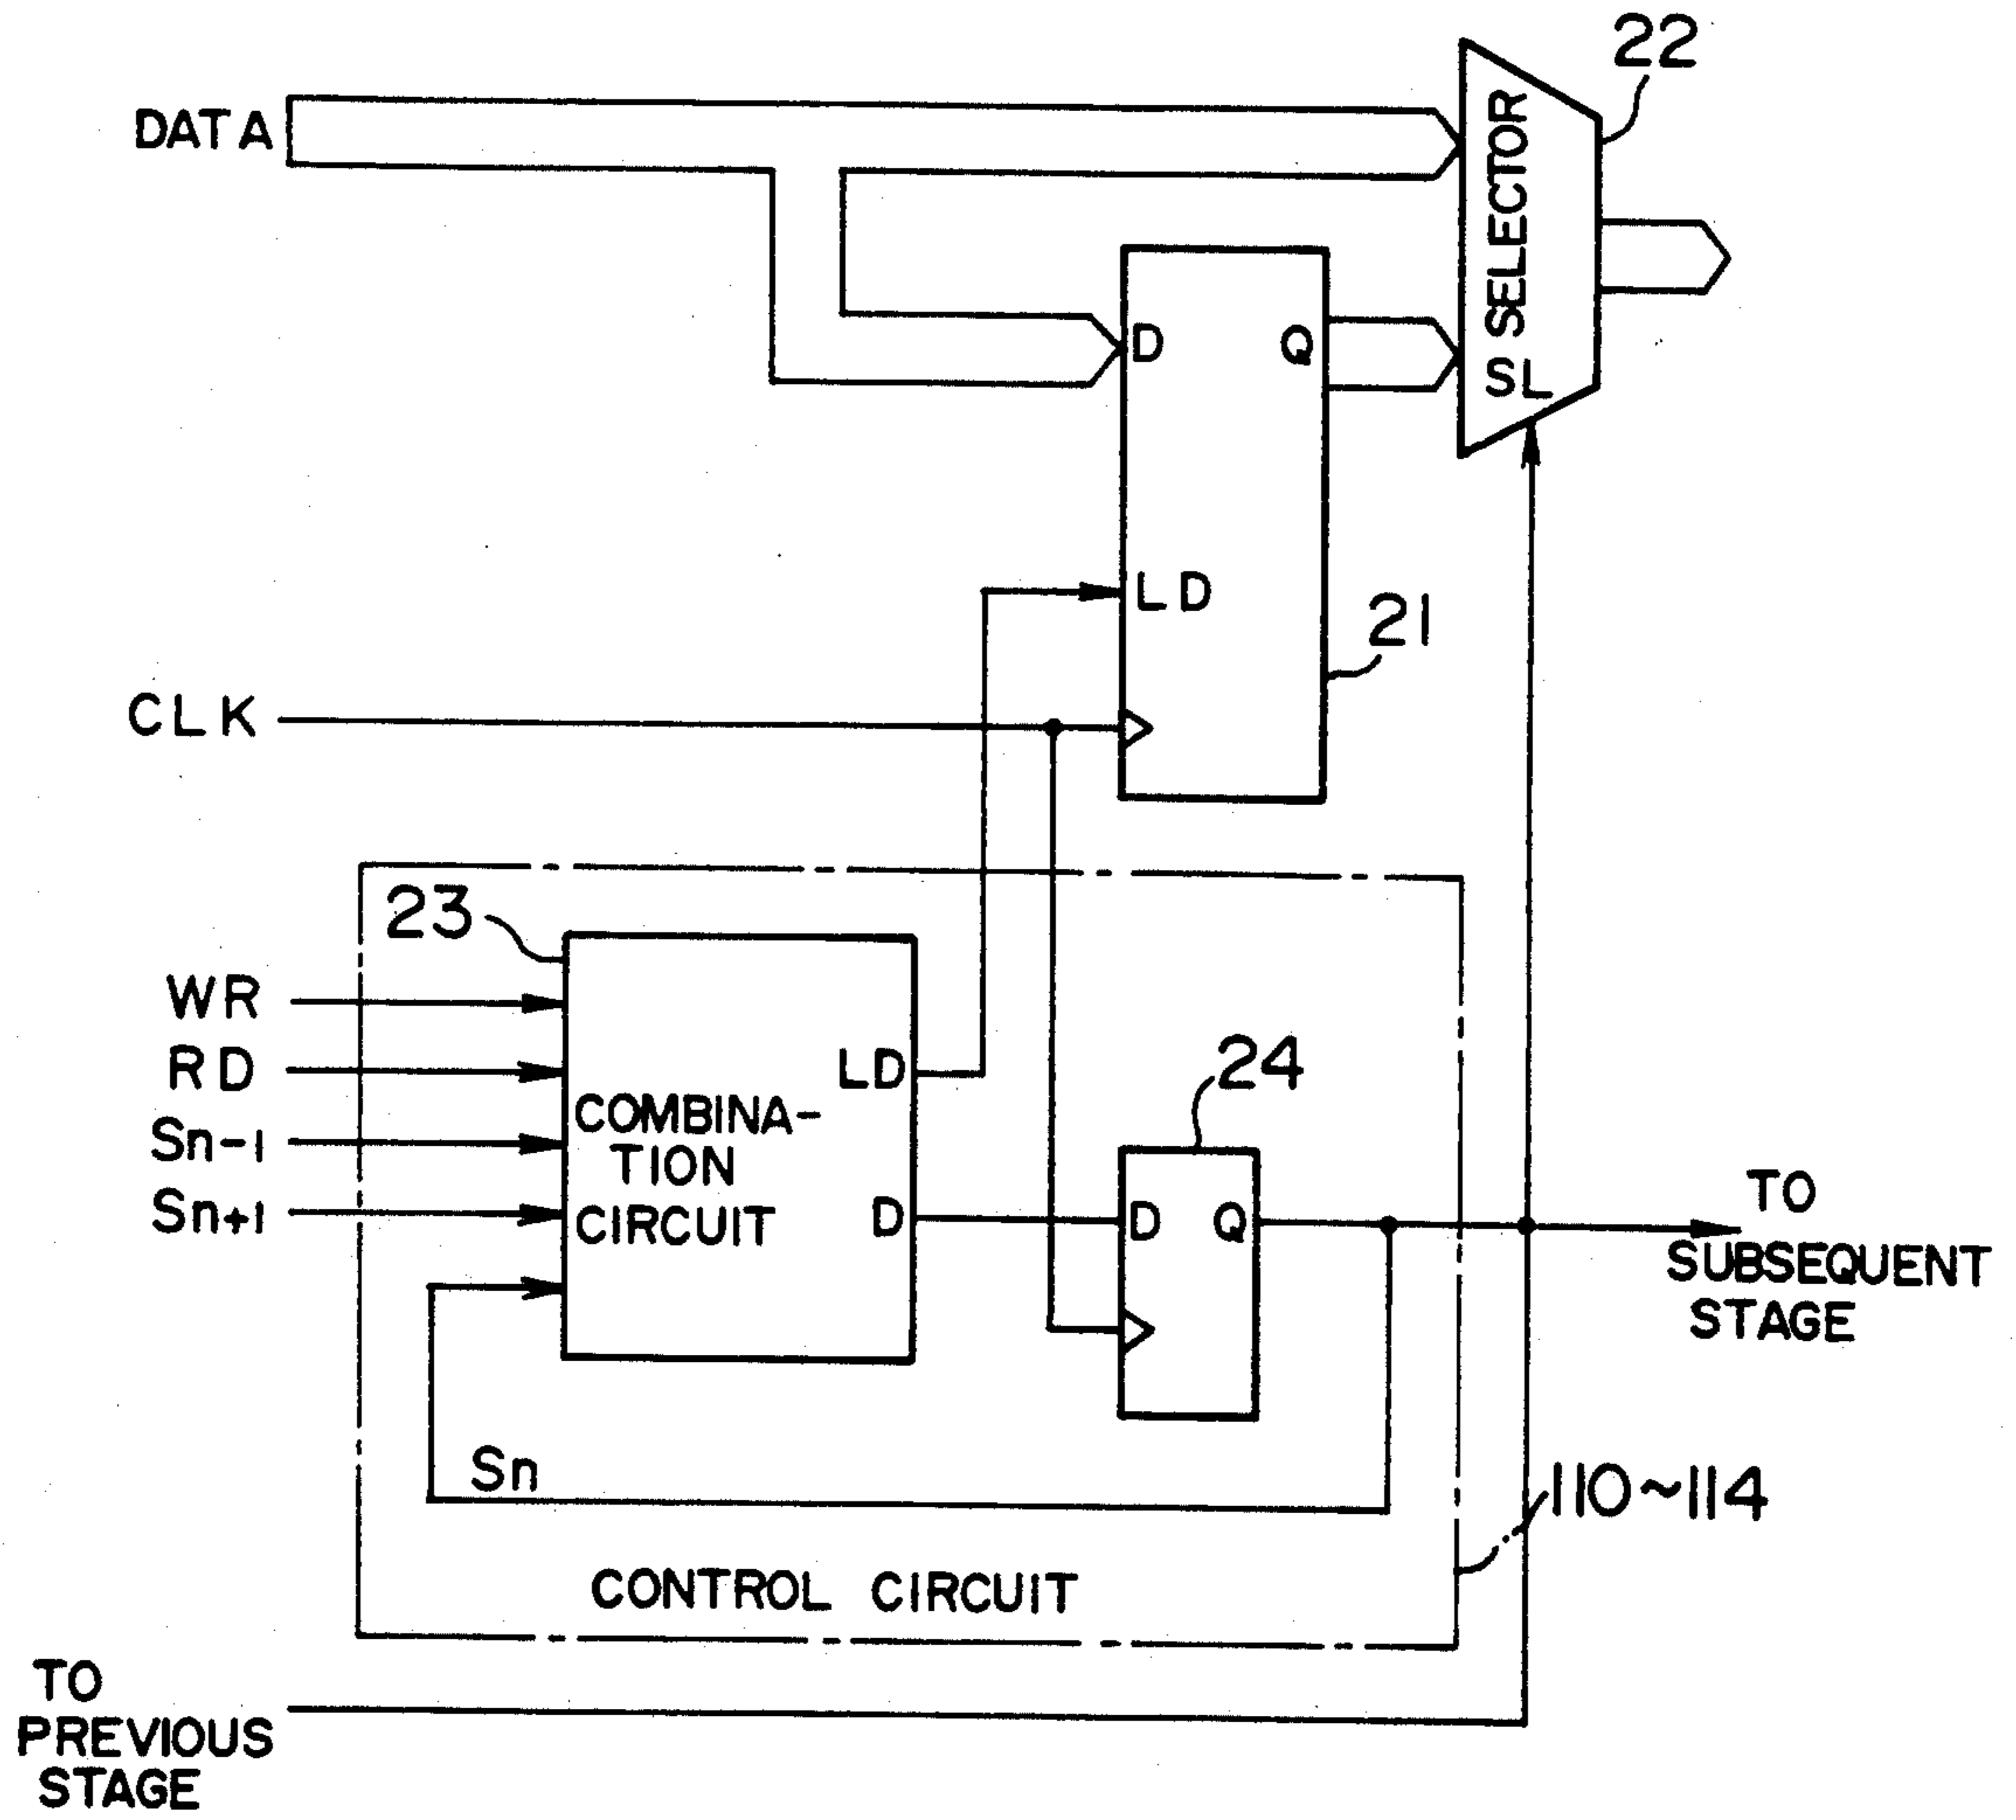 22
DATA
SELECTOR
SL
D
Q
LD
21
CLK
23
WR
RD
Sn-1
Sn+1
LD
COMBINA-
TION
CIRCUIT
D
24
D
Q
TO
SUBSEQUENT
STAGE
Sn
110~114
CONTROL CIRCUIT
TO
PREVIOUS
STAGE